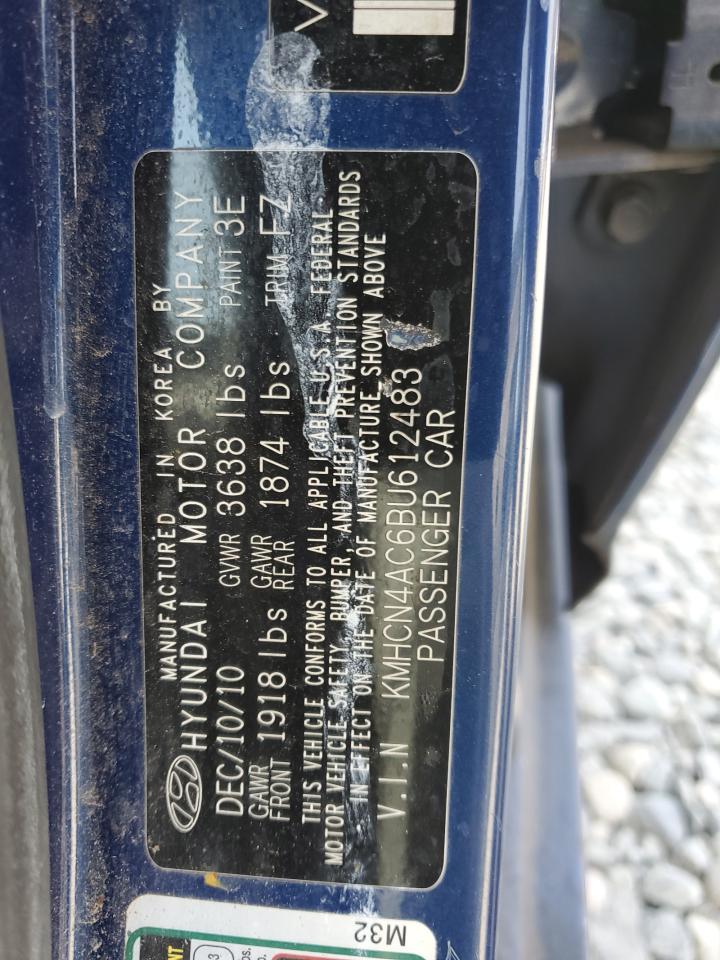 V
MANUFACTURED IN KOREA BY
HYUNDAI MOTOR COMPANY
DEC/10/10 GVWR 3638 lbs PAINT 3E
GAWR FRONT 1918 lbs GAWR REAR 1874 lbs TRIM FZ
THIS VEHICLE CONFORMS TO ALL APPLICABLE U.S.A FEDERAL
MOTOR VEHICLE SAFETY, BUMPER, AND THEFT PREVENTION STANDARDS
IN EFFECT ON THE DATE OF MANUFACTURE SHOWN ABOVE
V.I.N KMHCN4AC6BU612483
PASSENGER CAR
M32
NT
3